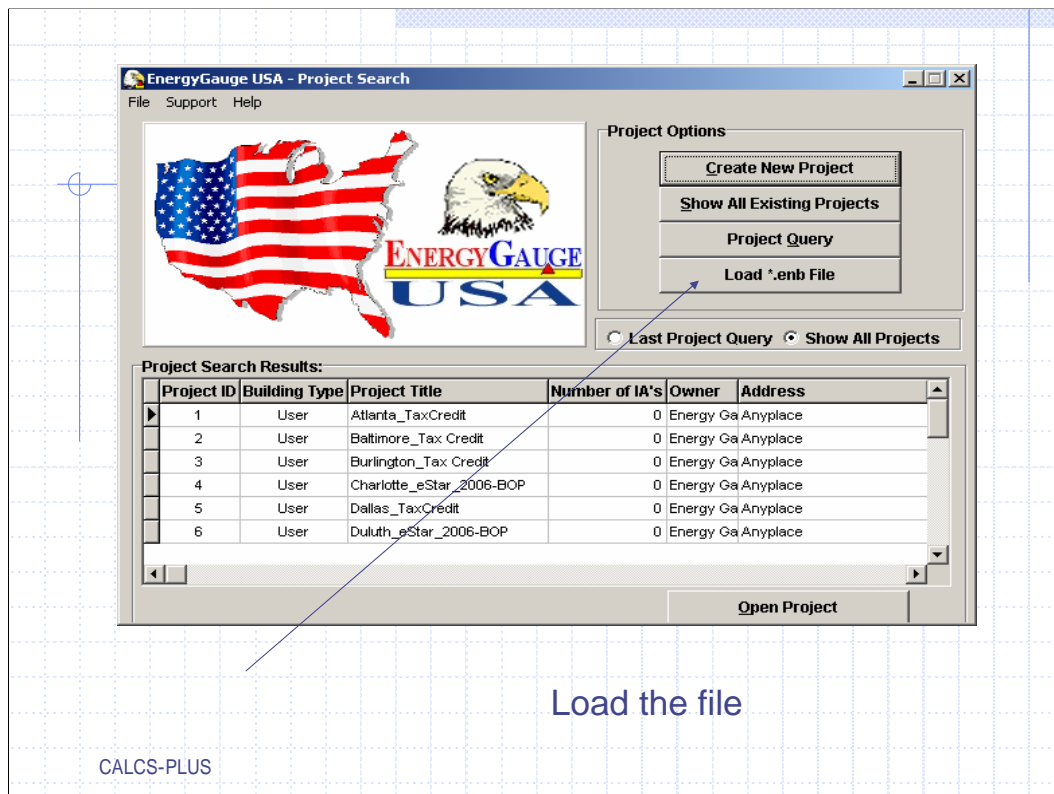 EnergyGauge USA - Project Search
File Support Help
ENERGYGAUGE
USA
Project Options
Create New Project
Show All Existing Projects
Project Query
Load *.enb File
Last Project Query Show All Projects
Project Search Results:
Project ID Building Type Project Title Number of IA's Owner Address
1 User Atlanta_TaxCredit 0 Energy Ga Anyplace
2 User Baltimore_Tax Credit 0 Energy Ga Anyplace
3 User Burlington_Tax Credit 0 Energy Ga Anyplace
4 User Charlotte_eStar_2006-BOP 0 Energy Ga Anyplace
5 User Dallas_TaxCredit 0 Energy Ga Anyplace
6 User Duluth_eStar_2006-BOP 0 Energy Ga Anyplace
Open Project
Load the file
CALCS-PLUS